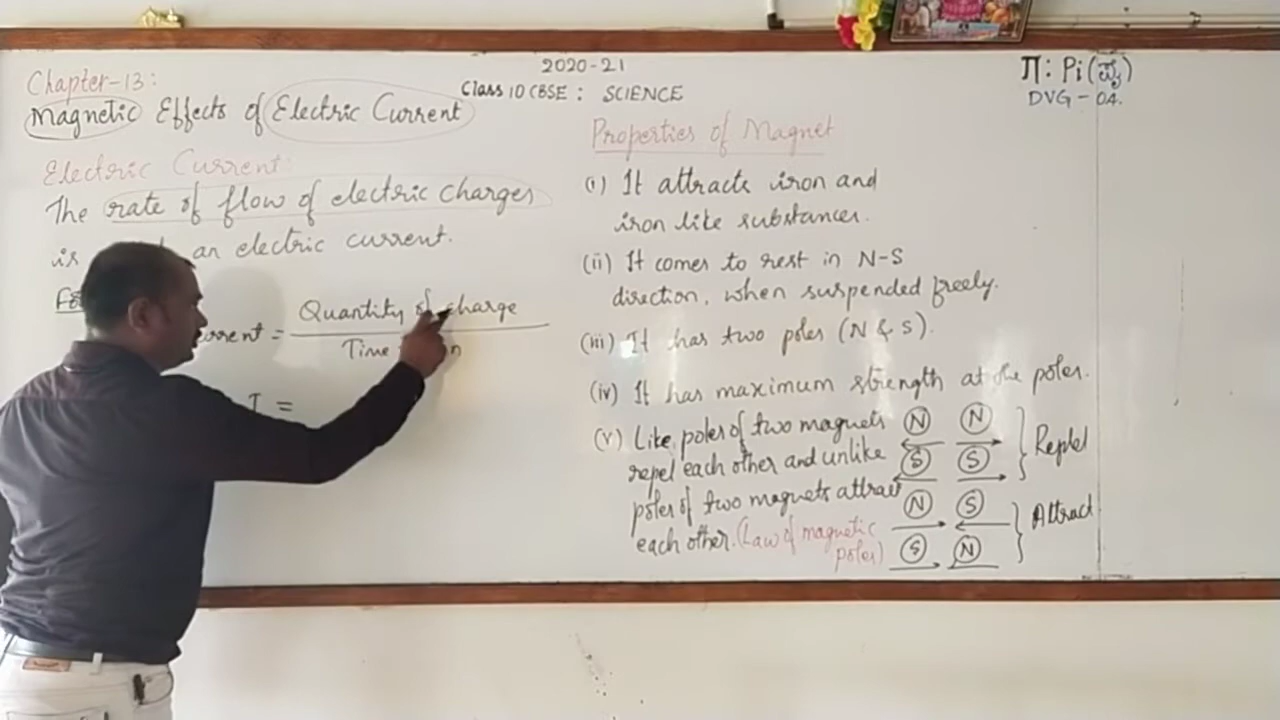 2020-21
Class 10 CBSE : SCIENCE
π : Pi (ಪೈ)
DVG - 04.
Chapter-13:
Magnetic Effects of Electric Current
Electric Current:
The rate of flow of electric charges
is an electric current.
Quantity of charge
=
Time
I =
Properties of Magnet
(i) It attracts iron and
iron like substances.
(ii) It comes to rest in N-S
direction, when suspended freely.
(iii) It has two poles (N & S).
(iv) It has maximum strength at the poles.
(v) Like poles of two magnets
repel each other and unlike
poles of two magnets attract
each other. (Law of magnetic
poles)
N N
S S
Replel
N S
S N
Attract